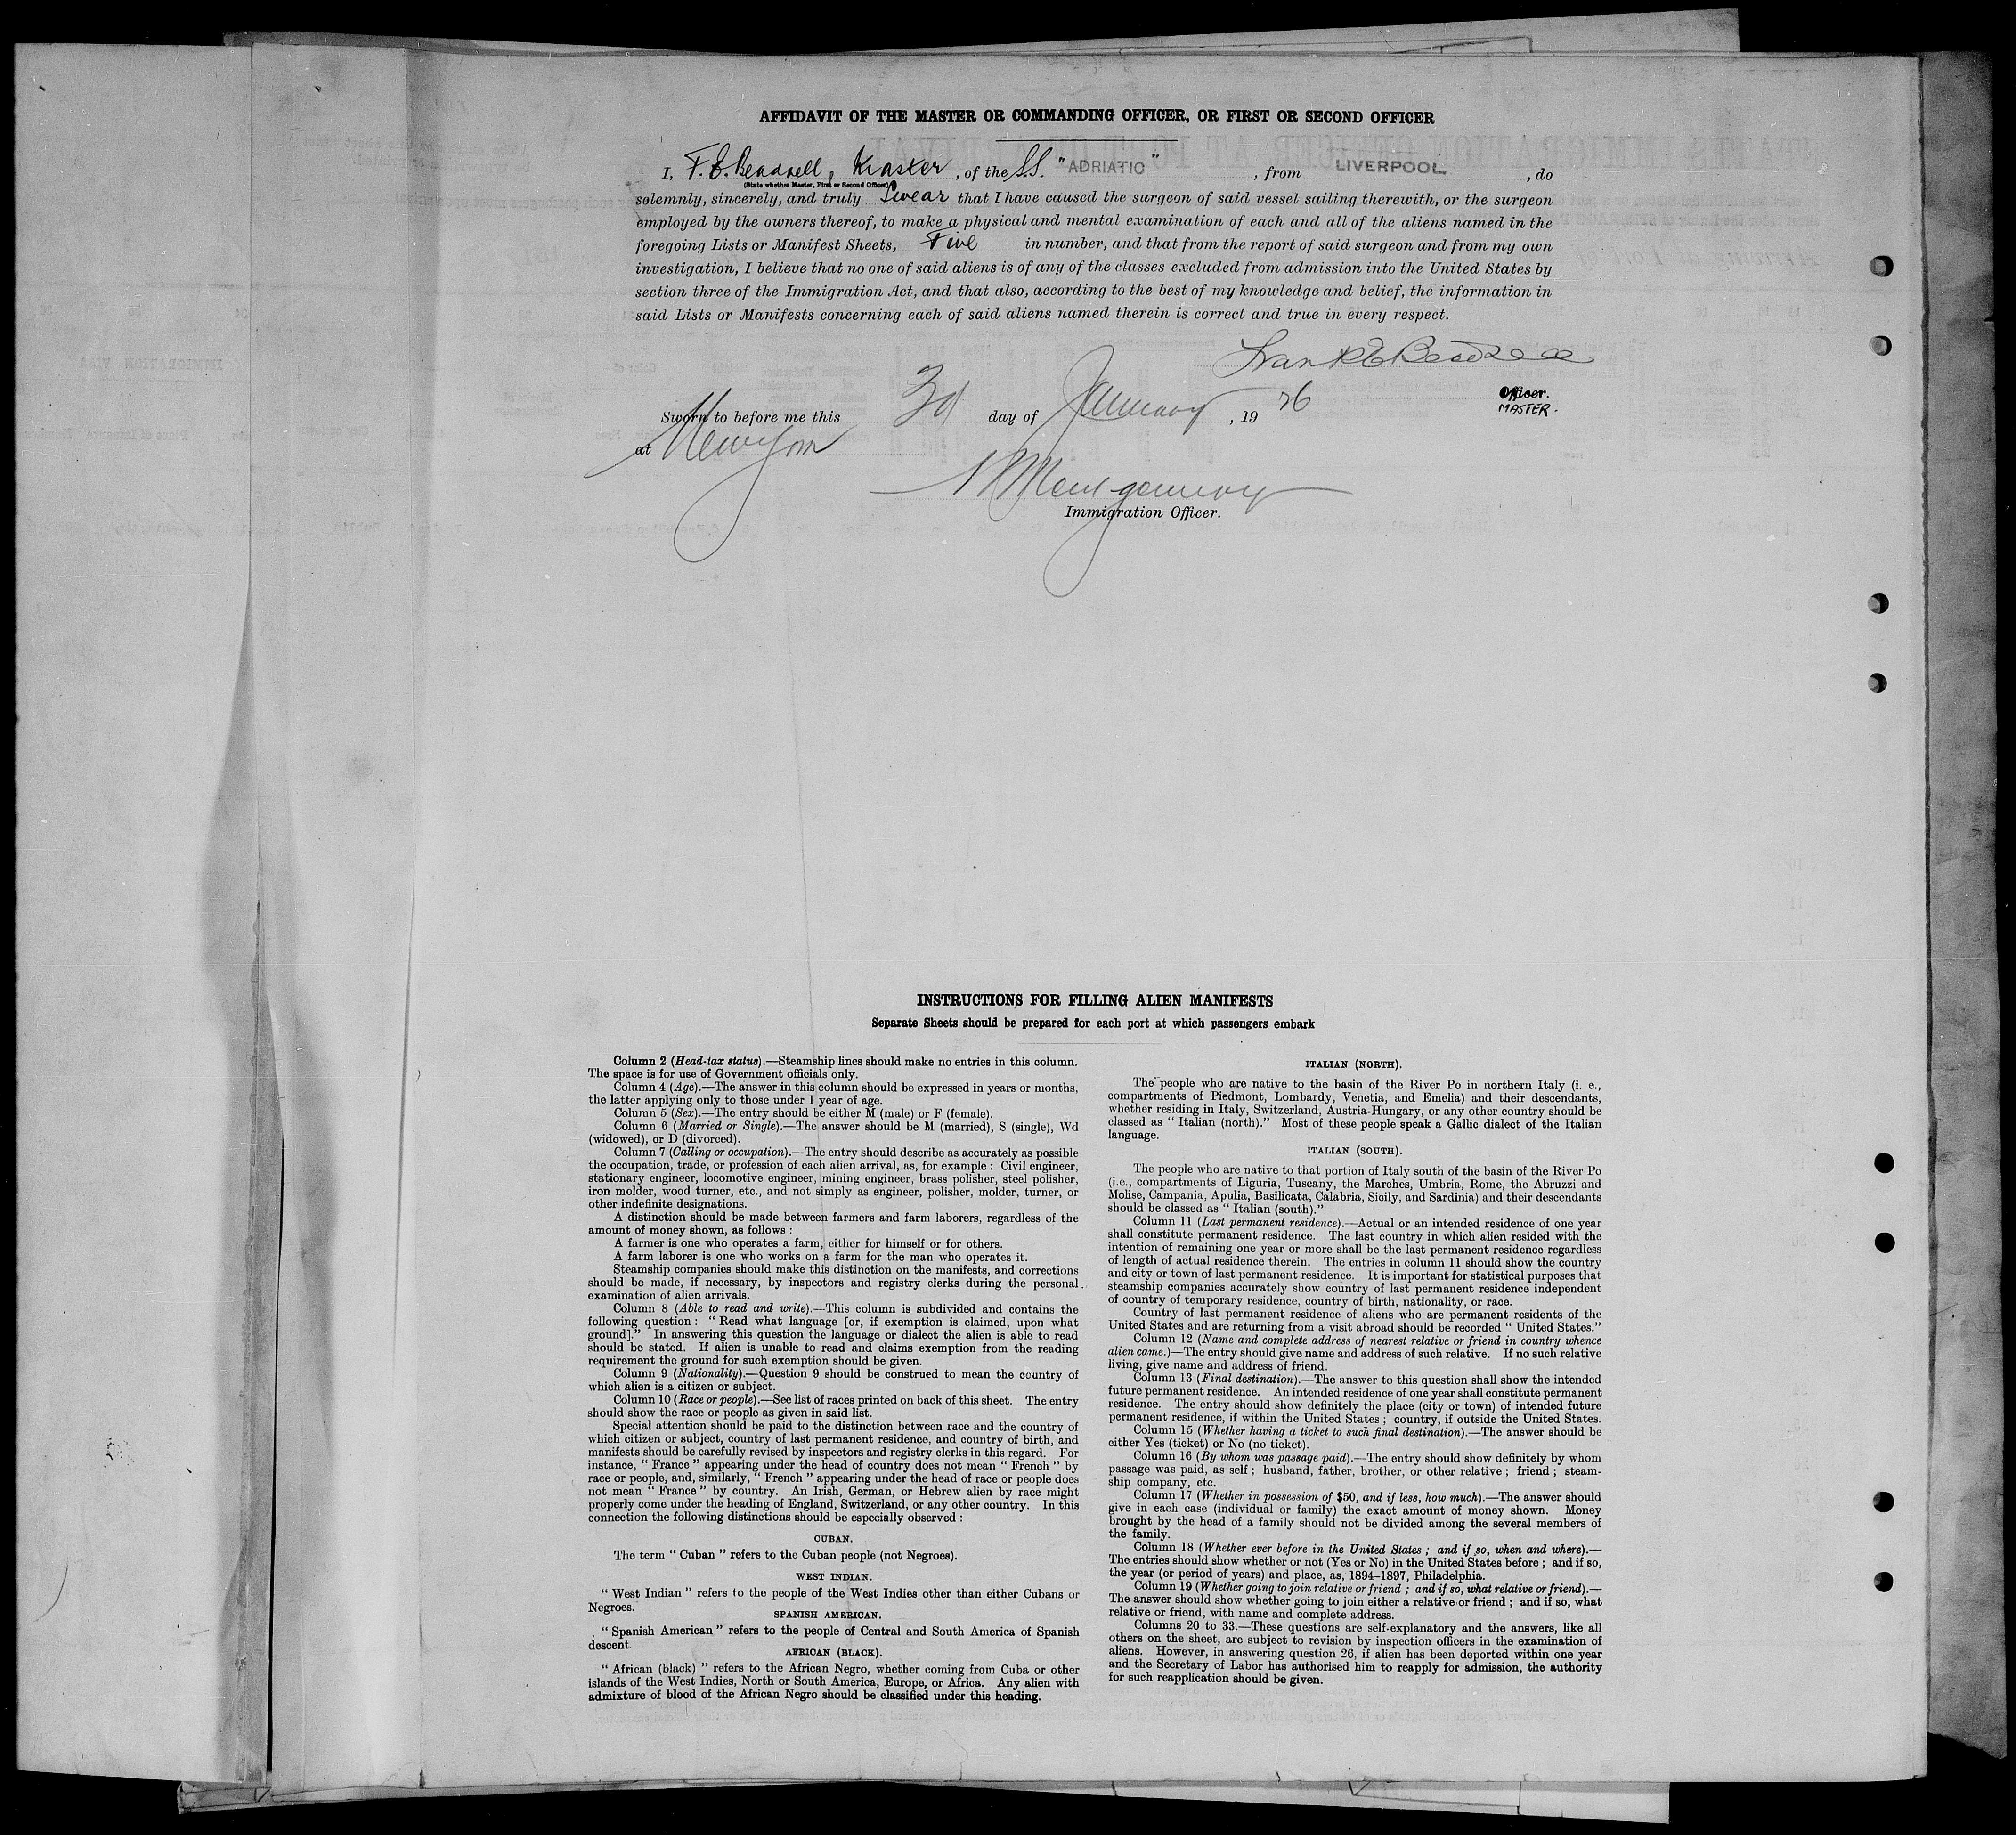 AFFIDAVIT OF THE MASTER OR COMMANDING OFFICER, OR FIRST OR SECOND OFFICER
I, F. E. Beadnell, Master, of the S.S. "ADRIATIC", from LIVERPOOL, do
(State whether Master, First or Second Officer)
solemnly, sincerely, and truly Swear that I have caused the surgeon of said vessel sailing therewith, or the surgeon
employed by the owners thereof, to make a physical and mental examination of each and all of the aliens named in the
foregoing Lists or Manifest Sheets, Five in number, and that from the report of said surgeon and from my own
investigation, I believe that no one of said aliens is of any of the classes excluded from admission into the United States by
section three of the Immigration Act, and that also, according to the best of my knowledge and belief, the information in
said Lists or Manifests concerning each of said aliens named therein is correct and true in every respect.
Frank E Beadnell
Officer.
MASTER.
Sworn to before me this 3d day of January, 1926
at New York
Montgomery
Immigration Officer.
INSTRUCTIONS FOR FILLING ALIEN MANIFESTS
Separate Sheets should be prepared for each port at which passengers embark
Column 2 (Head-tax status).—Steamship lines should make no entries in this column.
The space is for use of Government officials only.
Column 4 (Age).—The answer in this column should be expressed in years or months,
the latter applying only to those under 1 year of age.
Column 5 (Sex).—The entry should be either M (male) or F (female).
Column 6 (Married or Single).—The answer should be M (married), S (single), Wd
(widowed), or D (divorced).
Column 7 (Calling or occupation).—The entry should describe as accurately as possible
the occupation, trade, or profession of each alien arrival, as, for example : Civil engineer,
stationary engineer, locomotive engineer, mining engineer, brass polisher, steel polisher,
iron molder, wood turner, etc., and not simply as engineer, polisher, molder, turner, or
other indefinite designations.
A distinction should be made between farmers and farm laborers, regardless of the
amount of money shown, as follows :
A farmer is one who operates a farm, either for himself or for others.
A farm laborer is one who works on a farm for the man who operates it.
Steamship companies should make this distinction on the manifests, and corrections
should be made, if necessary, by inspectors and registry clerks during the personal
examination of alien arrivals.
Column 8 (Able to read and write).—This column is subdivided and contains the
following question : " Read what language [or, if exemption is claimed, upon what
ground]." In answering this question the language or dialect the alien is able to read
should be stated. If alien is unable to read and claims exemption from the reading
requirement the ground for such exemption should be given.
Column 9 (Nationality).—Question 9 should be construed to mean the country of
which alien is a citizen or subject.
Column 10 (Race or people).—See list of races printed on back of this sheet. The entry
should show the race or people as given in said list.
Special attention should be paid to the distinction between race and the country of
which citizen or subject, country of last permanent residence, and country of birth, and
manifests should be carefully revised by inspectors and registry clerks in this regard. For
instance, " France " appearing under the head of country does not mean " French " by
race or people, and, similarly, " French " appearing under the head of race or people does
not mean " France " by country. An Irish, German, or Hebrew alien by race might
properly come under the heading of England, Switzerland, or any other country. In this
connection the following distinctions should be especially observed :
CUBAN.
The term " Cuban " refers to the Cuban people (not Negroes).
WEST INDIAN.
" West Indian " refers to the people of the West Indies other than either Cubans or
Negroes.
SPANISH AMERICAN.
" Spanish American " refers to the people of Central and South America of Spanish
descent
AFRICAN (BLACK).
" African (black) " refers to the African Negro, whether coming from Cuba or other
islands of the West Indies, North or South America, Europe, or Africa. Any alien with
admixture of blood of the African Negro should be classified under this heading.
ITALIAN (NORTH).
The people who are native to the basin of the River Po in northern Italy (i. e.,
compartments of Piedmont, Lombardy, Venetia, and Emelia) and their descendants,
whether residing in Italy, Switzerland, Austria-Hungary, or any other country should be
classed as " Italian (north)." Most of these people speak a Gallic dialect of the Italian
language.
ITALIAN (SOUTH).
The people who are native to that portion of Italy south of the basin of the River Po
(i.e., compartments of Liguria, Tuscany, the Marches, Umbria, Rome, the Abruzzi and
Molise, Campania, Apulia, Basilicata, Calabria, Sicily, and Sardinia) and their descendants
should be classed as " Italian (south)."
Column 11 (Last permanent residence).—Actual or an intended residence of one year
shall constitute permanent residence. The last country in which alien resided with the
intention of remaining one year or more shall be the last permanent residence regardless
of length of actual residence therein. The entries in column 11 should show the country
and city or town of last permanent residence. It is important for statistical purposes that
steamship companies accurately show country of last permanent residence independent
of country of temporary residence, country of birth, nationality, or race.
Country of last permanent residence of aliens who are permanent residents of the
United States and are returning from a visit abroad should be recorded " United States."
Column 12 (Name and complete address of nearest relative or friend in country whence
alien came.)—The entry should give name and address of such relative. If no such relative
living, give name and address of friend.
Column 13 (Final destination).—The answer to this question shall show the intended
future permanent residence. An intended residence of one year shall constitute permanent
residence. The entry should show definitely the place (city or town) of intended future
permanent residence, if within the United States ; country, if outside the United States.
Column 15 (Whether having a ticket to such final destination).—The answer should be
either Yes (ticket) or No (no ticket).
Column 16 (By whom was passage paid).—The entry should show definitely by whom
passage was paid, as self ; husband, father, brother, or other relative ; friend ; steam-
ship company, etc.
Column 17 (Whether in possession of $50, and if less, how much).—The answer should
give in each case (individual or family) the exact amount of money shown. Money
brought by the head of a family should not be divided among the several members of
the family.
Column 18 (Whether ever before in the United States ; and if so, when and where).—
The entries should show whether or not (Yes or No) in the United States before ; and if so,
the year (or period of years) and place, as, 1894–1897, Philadelphia.
Column 19 (Whether going to join relative or friend ; and if so, what relative or friend).—
The answer should show whether going to join either a relative or friend ; and if so, what
relative or friend, with name and complete address.
Columns 20 to 33.—These questions are self-explanatory and the answers, like all
others on the sheet, are subject to revision by inspection officers in the examination of
aliens. However, in answering question 26, if alien has been deported within one year
and the Secretary of Labor has authorised him to reapply for admission, the authority
for such reapplication should be given.